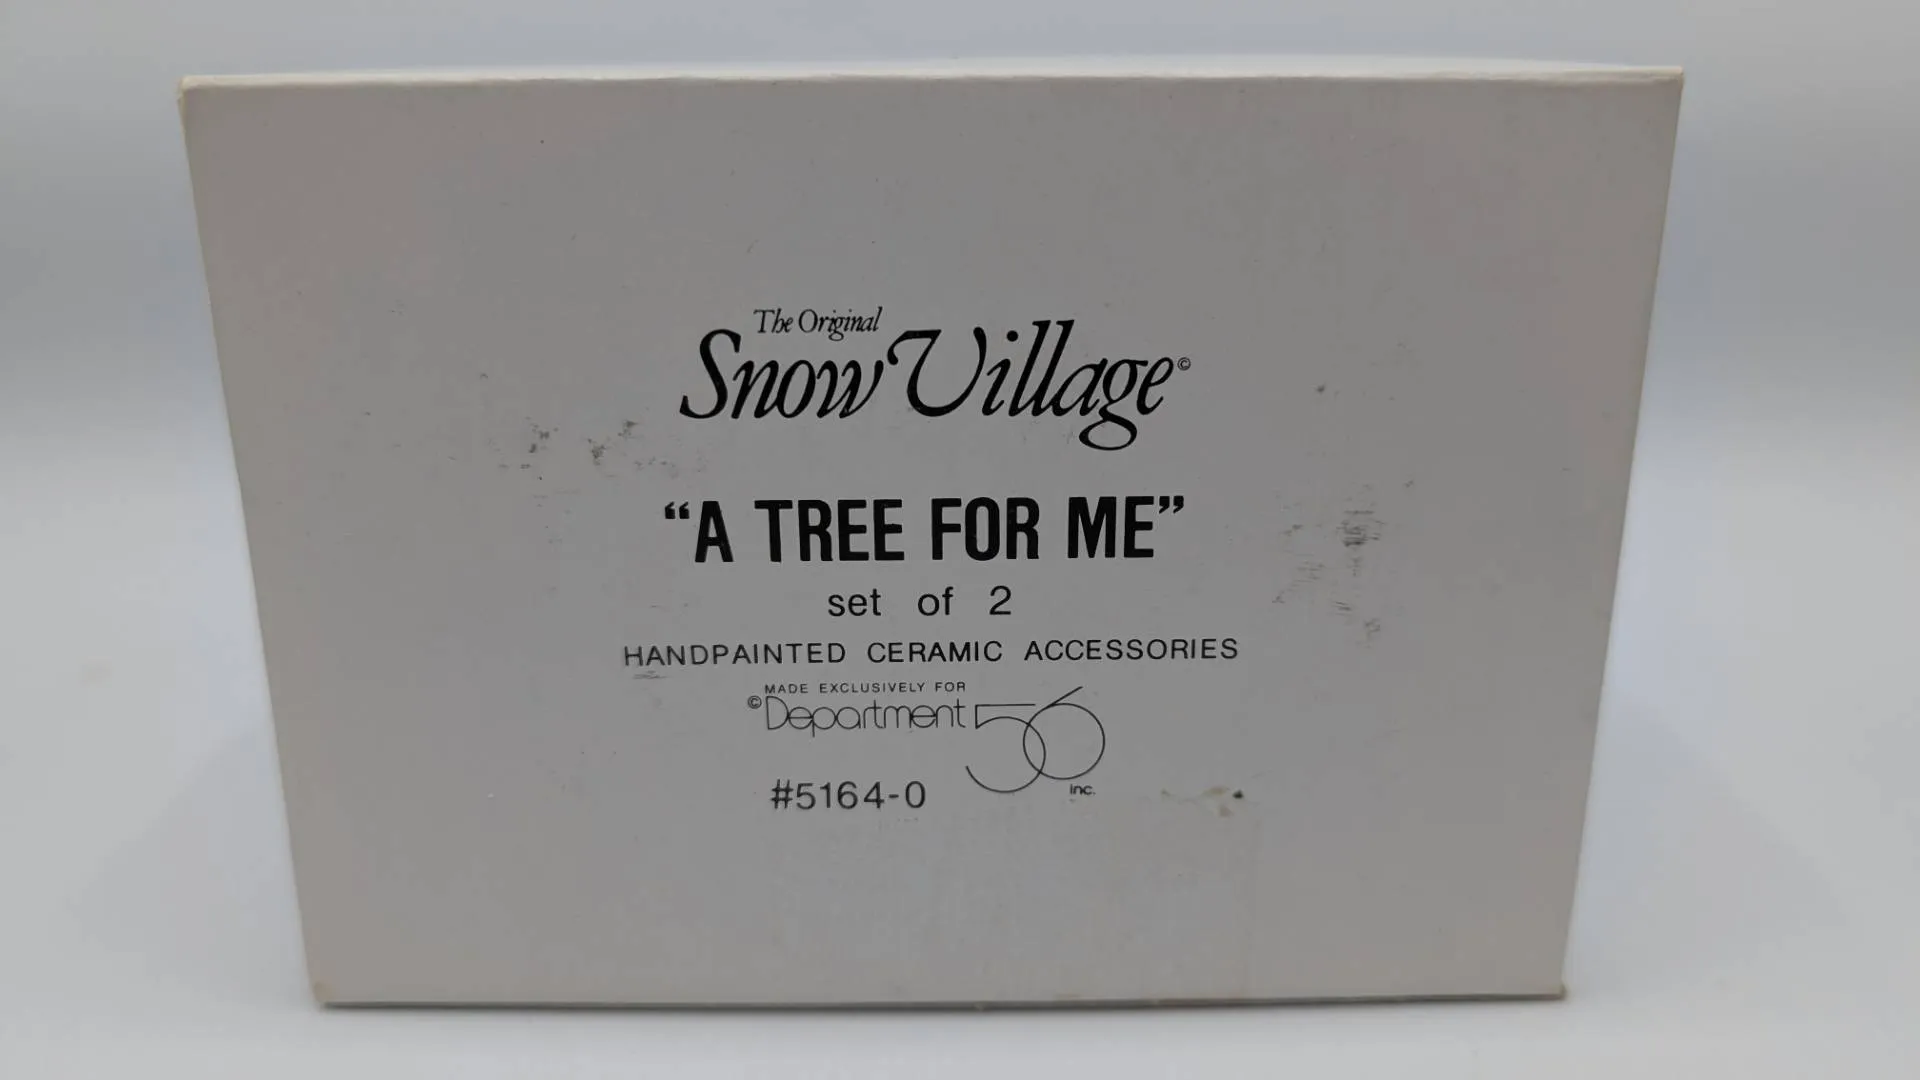 The Original
Snow Village©
“A TREE FOR ME”
set of 2
HANDPAINTED CERAMIC ACCESSORIES
MADE EXCLUSIVELY FOR
©Department 56
inc.
#5164-0